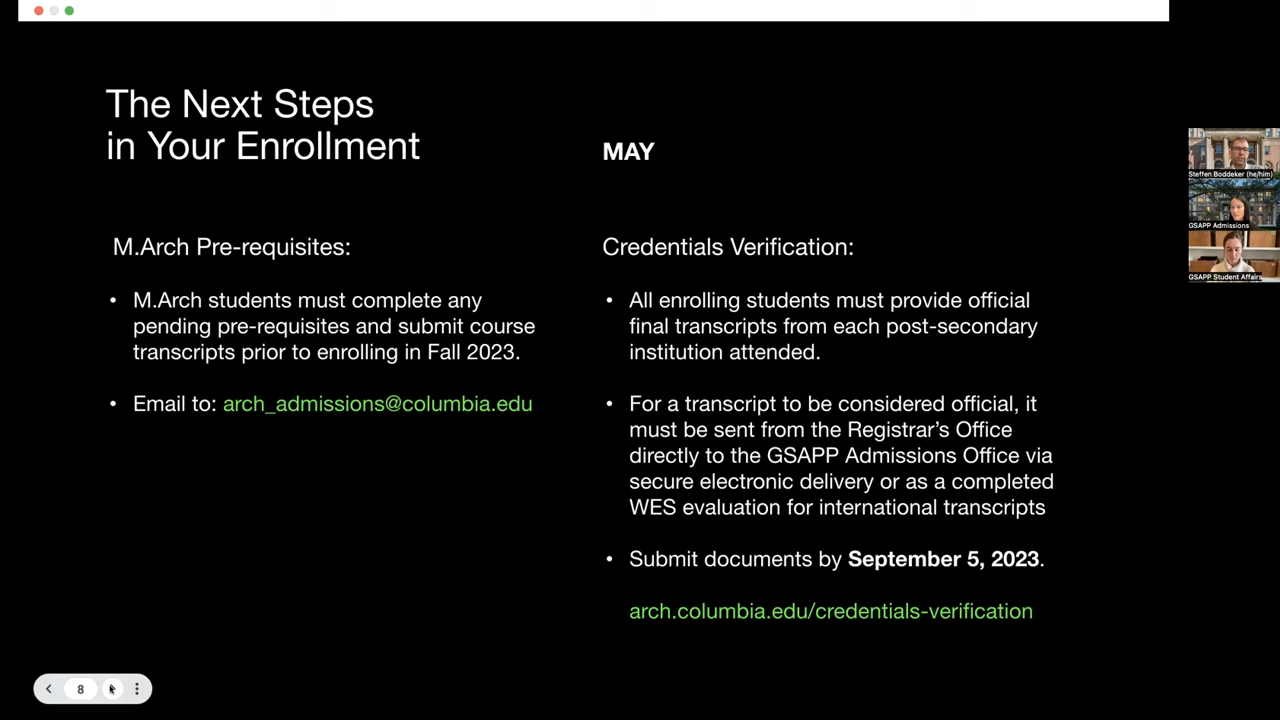 The Next Steps
in Your Enrollment
MAY
M.Arch Pre-requisites:
• M.Arch students must complete any
pending pre-requisites and submit course
transcripts prior to enrolling in Fall 2023.
• Email to: arch_admissions@columbia.edu
Credentials Verification:
• All enrolling students must provide official
final transcripts from each post-secondary
institution attended.
• For a transcript to be considered official, it
must be sent from the Registrar’s Office
directly to the GSAPP Admissions Office via
secure electronic delivery or as a completed
WES evaluation for international transcripts
• Submit documents by September 5, 2023.
arch.columbia.edu/credentials-verification
Steffen Boddeker (he/him)
GSAPP Admissions
GSAPP Student Affairs
8